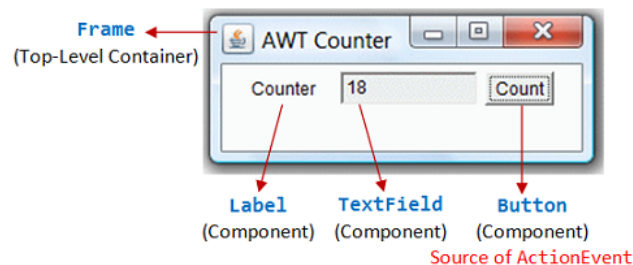 Frame
(Top-Level Container)
AWT Counter
Counter 18 Count
Label TextField Button
(Component) (Component) (Component)
Source of ActionEvent